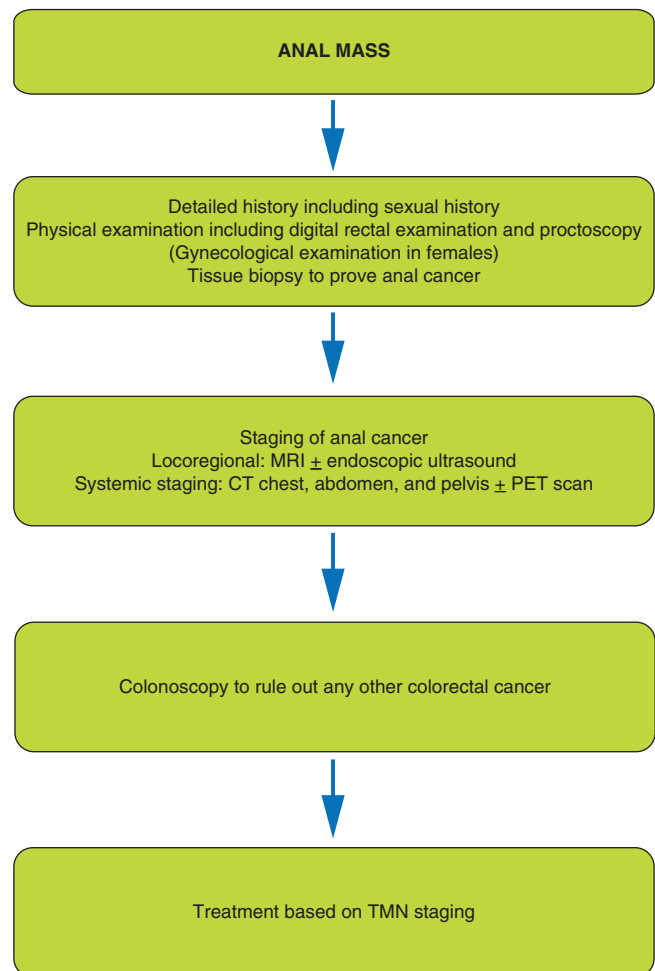 ANAL MASS
Detailed history including sexual history
Physical examination including digital rectal examination and proctoscopy
(Gynecological examination in females)
Tissue biopsy to prove anal cancer
Staging of anal cancer
Locoregional: MRI ± endoscopic ultrasound
Systemic staging: CT chest, abdomen, and pelvis ± PET scan
Colonoscopy to rule out any other colorectal cancer
Treatment based on TMN staging